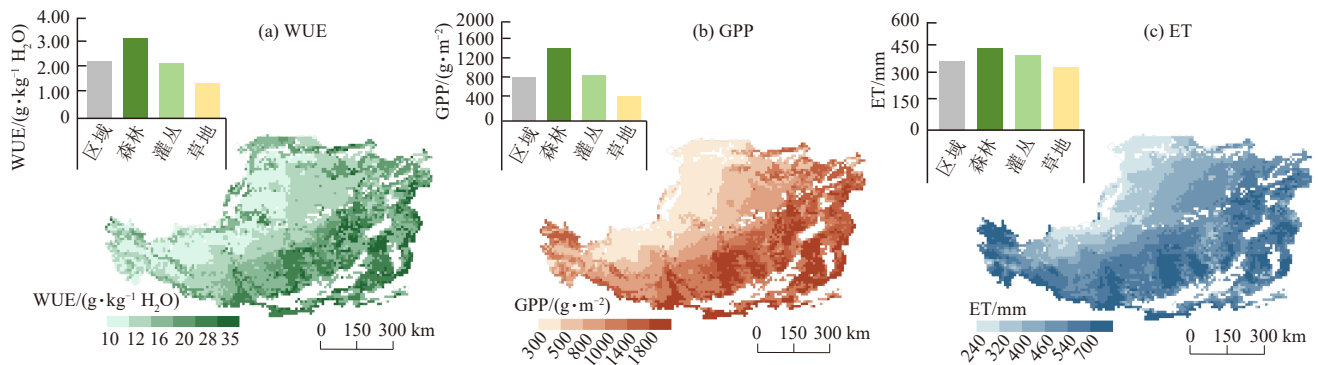 (a) WUE
WUE/(g·kg⁻¹ H₂O)
4.00
3.00
2.00
1.00
0
区域
森林
灌丛
草地
WUE/(g·kg⁻¹ H₂O)
10 12 16 20 28 35
0 150 300 km
(b) GPP
GPP/(g·m⁻²)
2000
1600
1200
800
400
0
区域
森林
灌丛
草地
GPP/(g·m⁻²)
300 500 800 1000 1400 1800
0 150 300 km
(c) ET
ET/mm
600
450
300
150
0
区域
森林
灌丛
草地
ET/mm
240 320 400 460 540 700
0 150 300 km